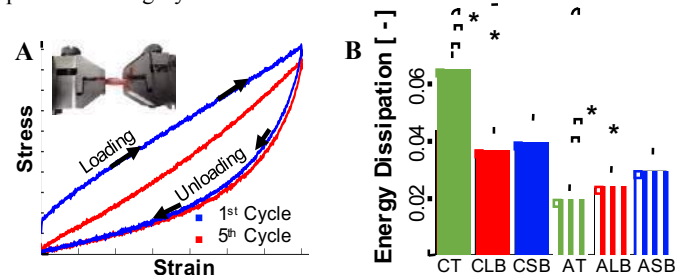 A
Stress
Loading
Unloading
1st Cycle
5th Cycle
Strain
B
Energy Dissipation [ - ]
0.06
0.04
0.02
0
* *
* *
CT CLB CSB AT ALB ASB